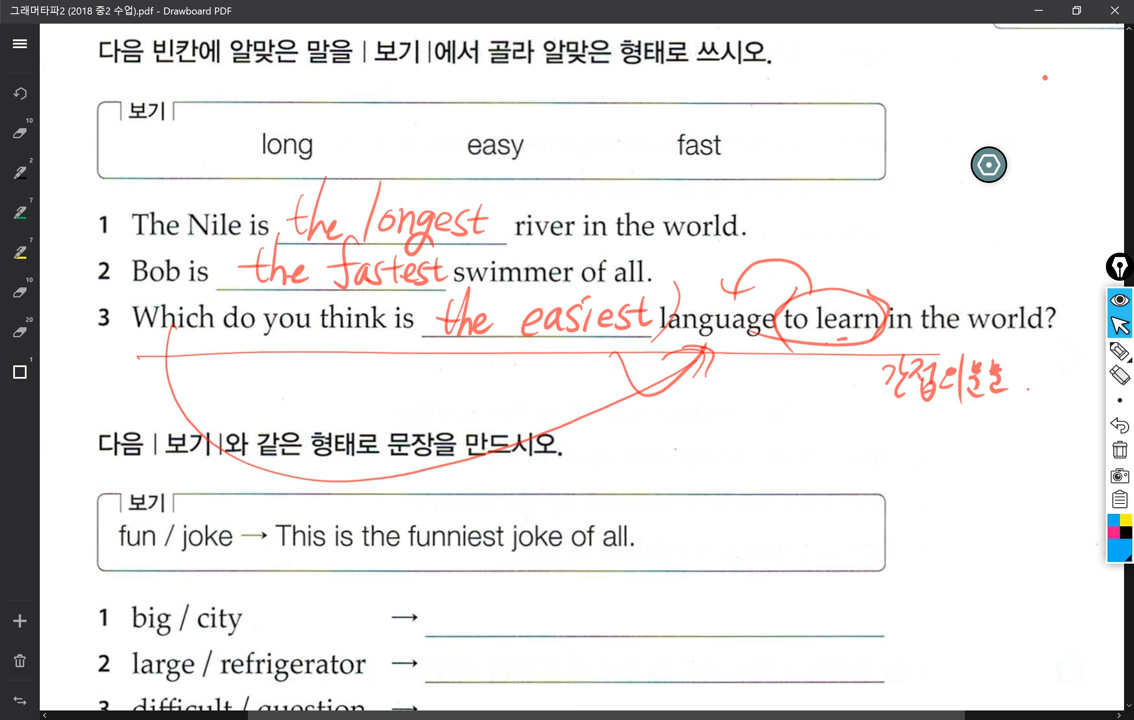 그래머타파2 (2018 중2 수업).pdf - Drawboard PDF
다음 빈칸에 알맞은 말을 | 보기 |에서 골라 알맞은 형태로 쓰시오.
보기
long easy fast
1 The Nile is the longest river in the world.
2 Bob is the fastest swimmer of all.
3 Which do you think is the easiest language to learn in the world?
간접의문문.
다음 | 보기 |와 같은 형태로 문장을 만드시오.
보기
fun / joke → This is the funniest joke of all.
1 big / city →
2 large / refrigerator →
3 difficult / question →
10
2
7
7
10
20
1